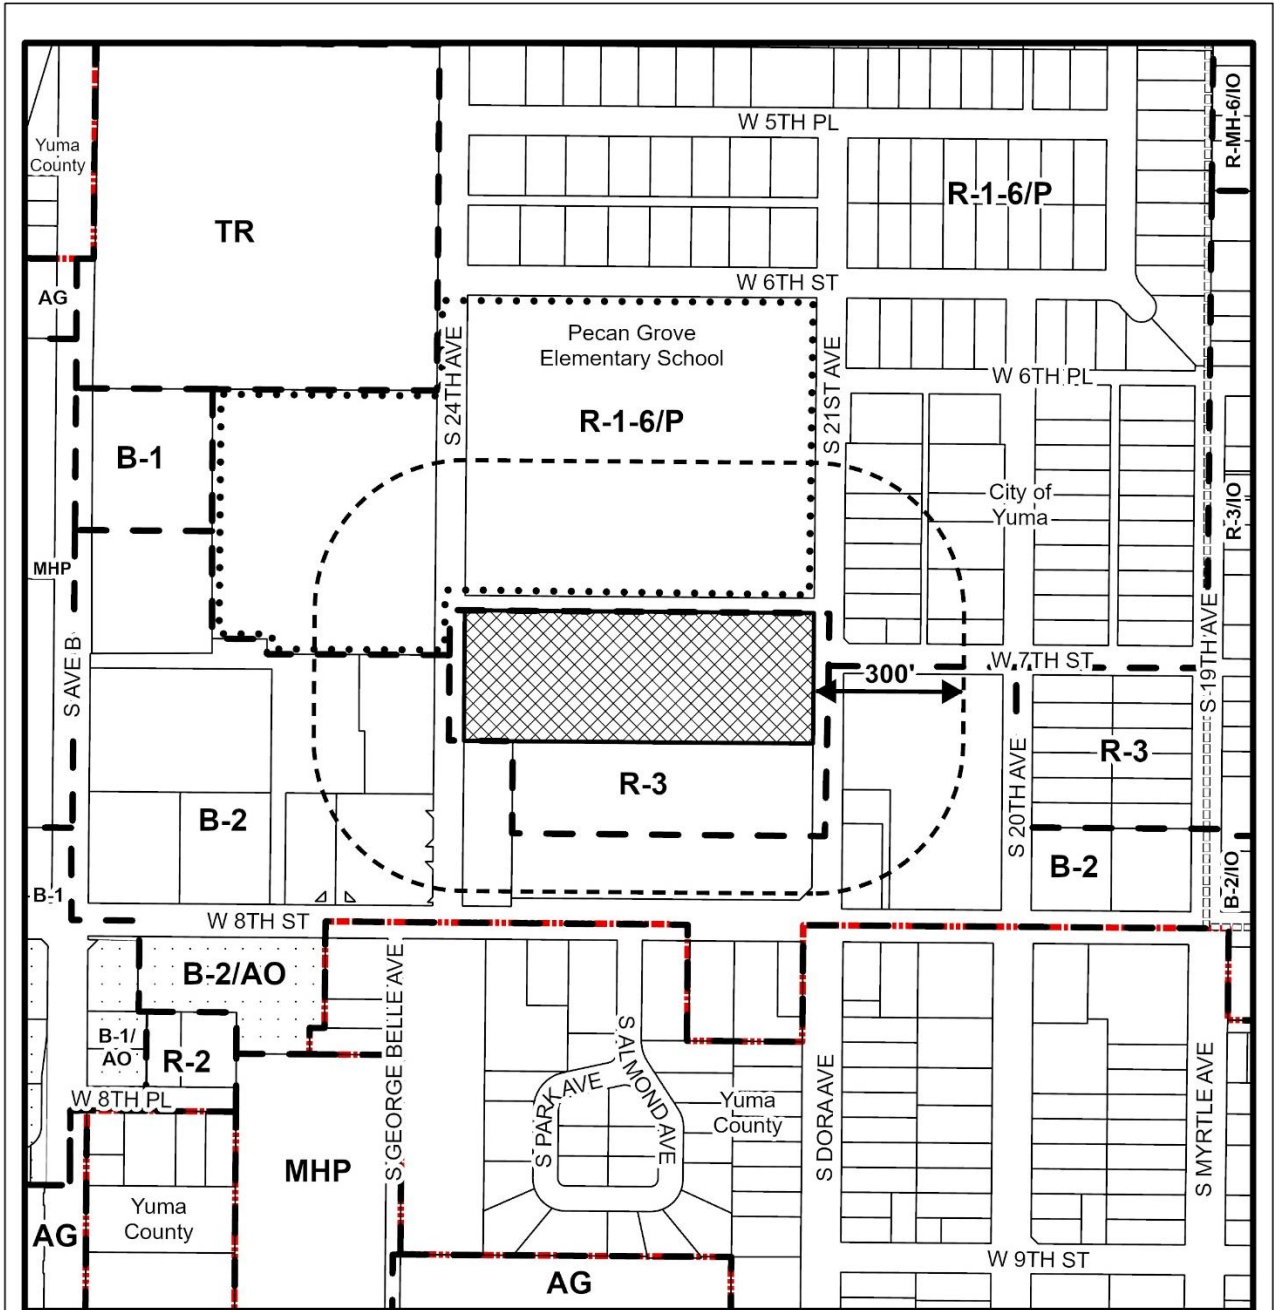 W 5TH PL
R-MH-6/IO
Yuma
County
R-1-6/P
TR
W 6TH ST
AG
Pecan Grove
Elementary School
S 24TH AVE
S 21ST AVE
W 6TH PL
R-1-6/P
B-1
City of
Yuma
R-3/IO
MHP
S AVE B
W 7TH ST
300'
S 19TH AVE
R-3
R-3
S 20TH AVE
B-2
B-2
B-2/IO
B-1
W 8TH ST
B-2/AO
S GEORGE BELLE AVE
B-1/
AO
R-2
S ALMOND AVE
S PARK AVE
Yuma
County
S DORA AVE
S MYRTLE AVE
W 8TH PL
MHP
Yuma
County
AG
W 9TH ST
AG